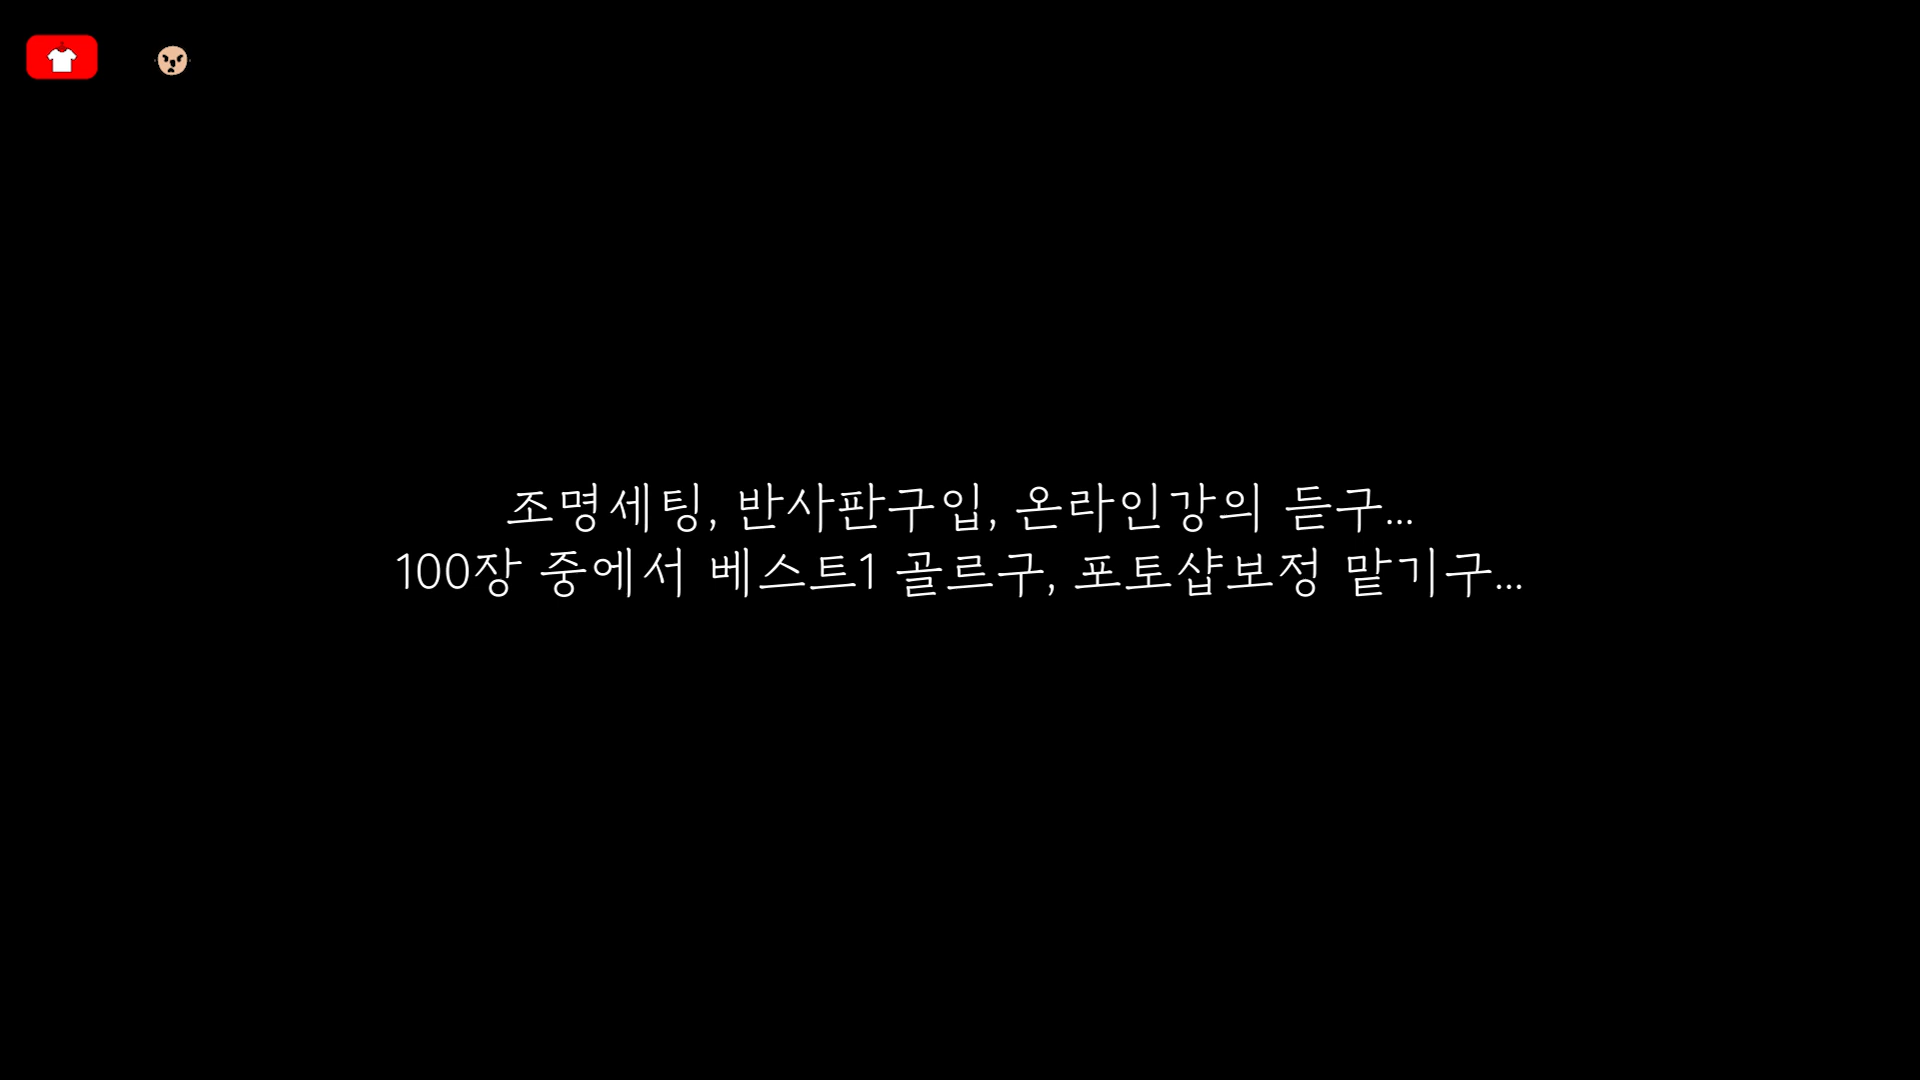 조명세팅, 반사판구입, 온라인강의 듣구...
100장 중에서 베스트1 골르구, 포토샵보정 맡기구...